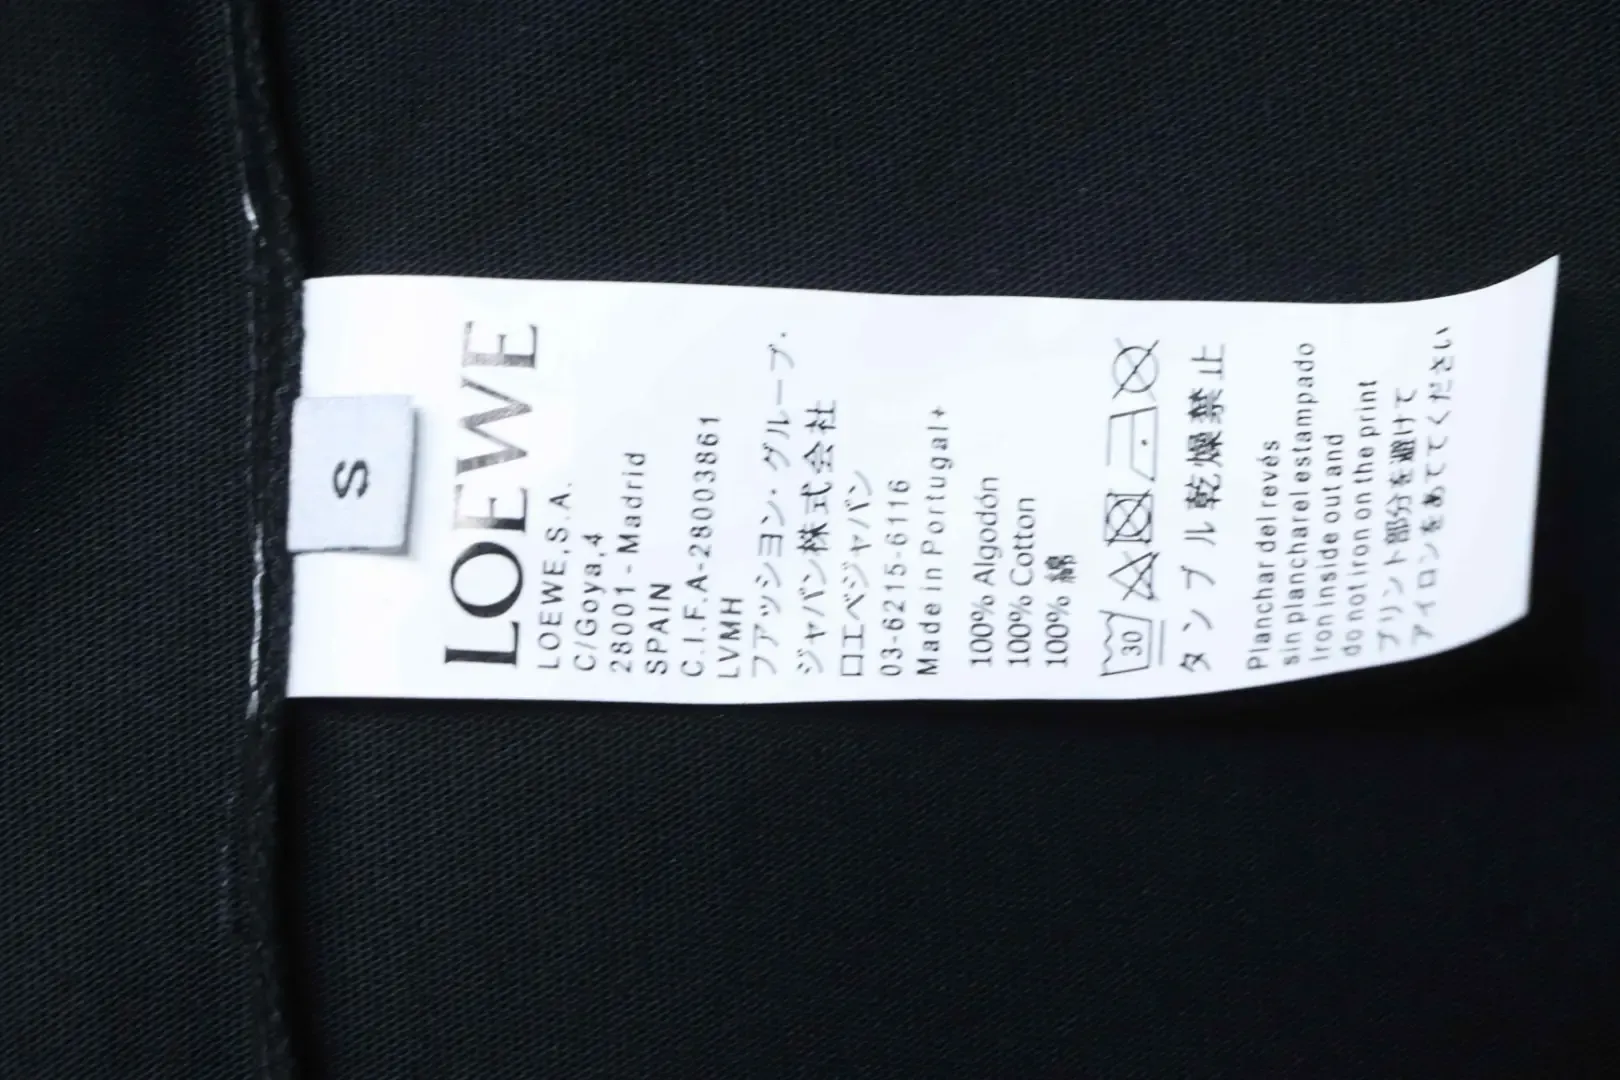 S
LOEWE
LOEWE,S.A.
C/Goya,4
28001-Madrid
SPAIN
C.I.F.A-28003861
LVMH
ファッション・グループ・
ジャパン株式会社
ロエベジャパン
03-6215-6116
Made in Portugal+
100% Algodón
100% Cotton
100% 綿
30
タンブル乾燥禁止
Planchar del revés
sin planchar el estampado
Iron inside out and
do not iron on the print
プリント部分を避けて
アイロンをあててください